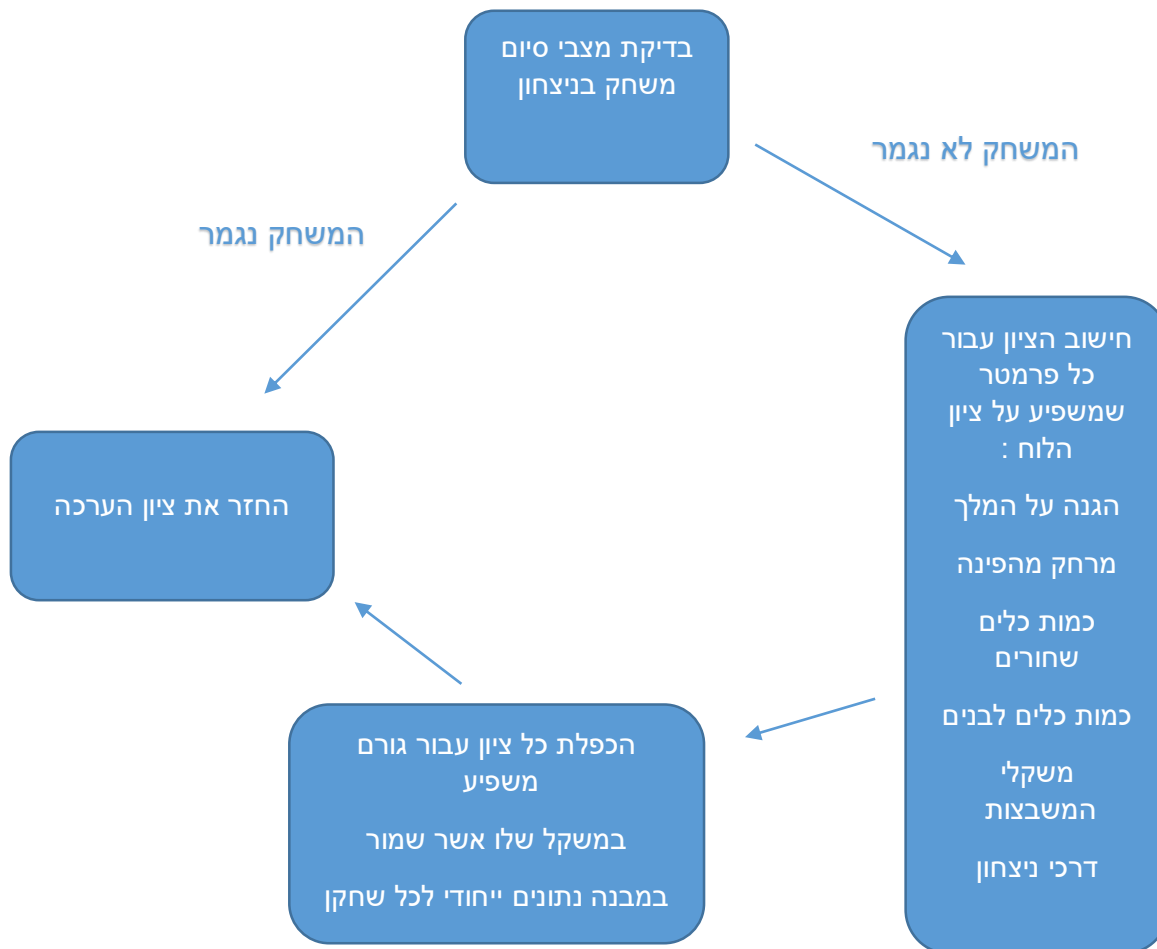 בדיקת מצבי סיום
משחק בניצחון
המשחק לא נגמר
המשחק נגמר
חישוב הציון עבור
כל פרמטר
שמשפיע על ציון
הלוח :
הגנה על המלך
מרחק מהפינה
כמות כלים
שחורים
כמות כלים לבנים
משקלי
המשבצות
דרכי ניצחון
הכפלת כל ציון עבור גורם
משפיע
במשקל שלו אשר שמור
במבנה נתונים ייחודי לכל שחקן
החזר את ציון הערכה